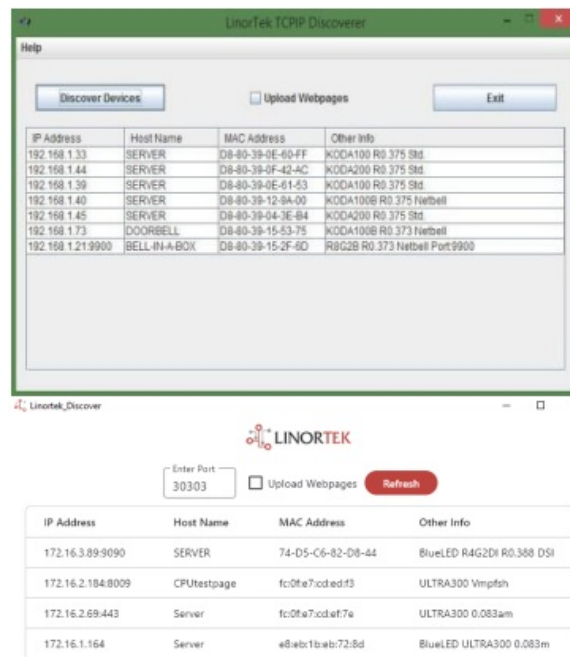 LinorTek TCPIP Discoverer
Help
Discover Devices Upload Webpages Exit
IP Address Host Name MAC Address Other Info
192.168.1.33 SERVER D8-80-39-0E-60-FF KODA100 R0.375 Std.
192.168.1.44 SERVER D8-80-39-0F-42-AC KODA200 R0.375 Std.
192.168.1.39 SERVER D8-80-39-0E-61-53 KODA100 R0.375 Std.
192.168.1.40 SERVER D8-80-39-12-9A-00 KODA100B R0.375 Netbell
192.168.1.45 SERVER D8-80-39-04-3E-B4 KODA200 R0.375 Std.
192.168.1.73 DOORBELL D8-80-39-15-53-75 KODA100B R0.373 Netbell
192.168.1.21:9900 BELL-IN-A-BOX D8-80-39-15-2F-6D R8G2B R0.373 Netbell Port:9900
Linortek_Discover
LINORTEK
Enter Port
30303 Upload Webpages Refresh
IP Address Host Name MAC Address Other Info
172.16.3.89:9090 SERVER 74-D5-C6-82-D8-44 BlueLED R4G2DI R0.388 DSI
172.16.2.184:8009 CPUtestpage fc:0f:e7:cd:ed:f3 ULTRA300 Vmpfsh
172.16.2.69:443 Server fc:0f:e7:cd:ef:7e ULTRA300 0.083am
172.16.1.164 Server e8:eb:1b:eb:72:8d BlueLED ULTRA300 0.083m